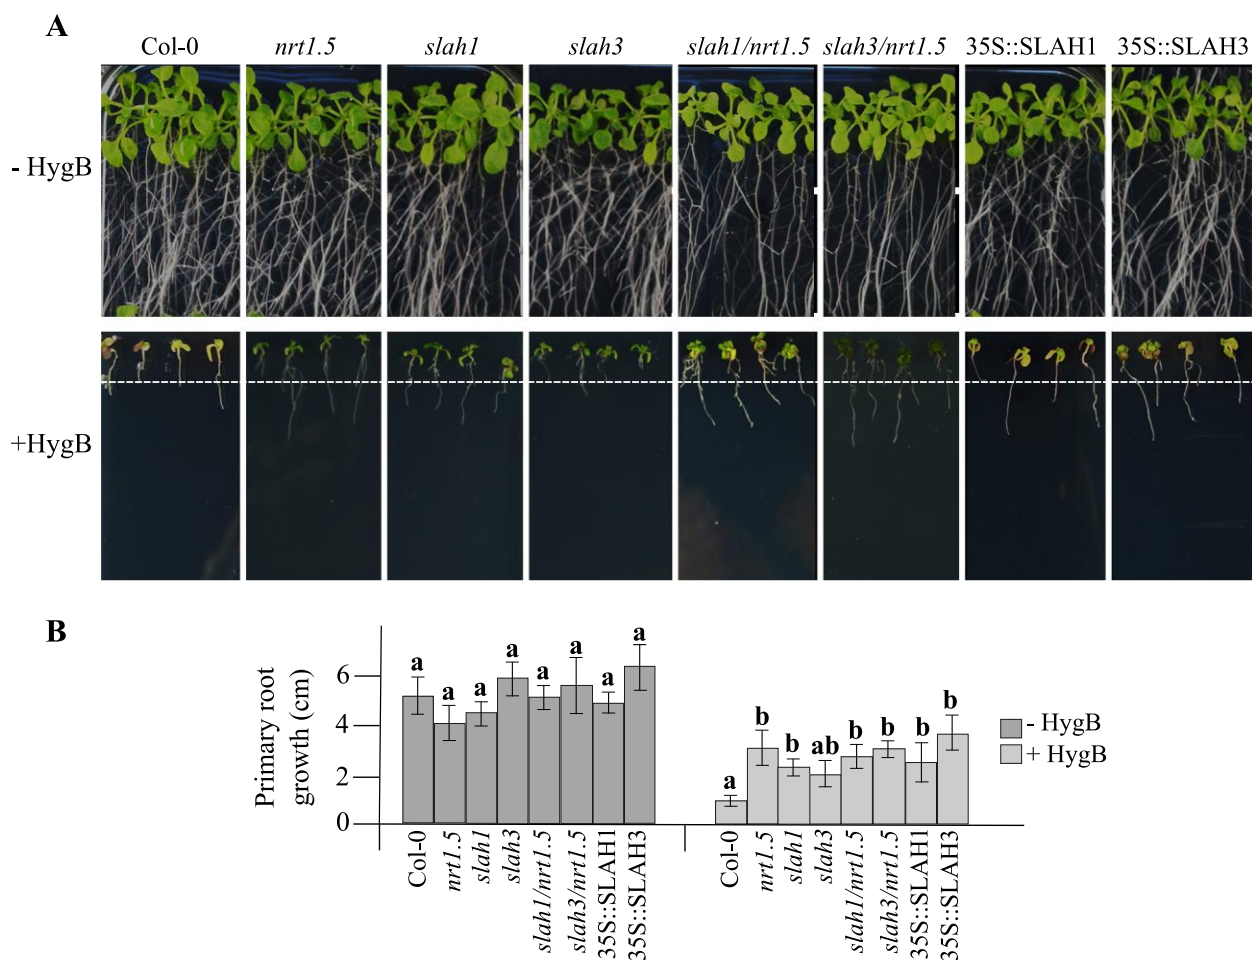 A
Col-0 nrt1.5 slah1 slah3 slah1/nrt1.5 slah3/nrt1.5 35S::SLAH1 35S::SLAH3
- HygB
+HygB
B
Primary root
growth (cm)
6
4
2
0
a a a a a a a a
a b b ab b b b b
- HygB
+ HygB
Col-0 nrt1.5 slah1 slah3 slah1/nrt1.5 slah3/nrt1.5 35S::SLAH1 35S::SLAH3
Col-0 nrt1.5 slah1 slah3 slah1/nrt1.5 slah3/nrt1.5 35S::SLAH1 35S::SLAH3